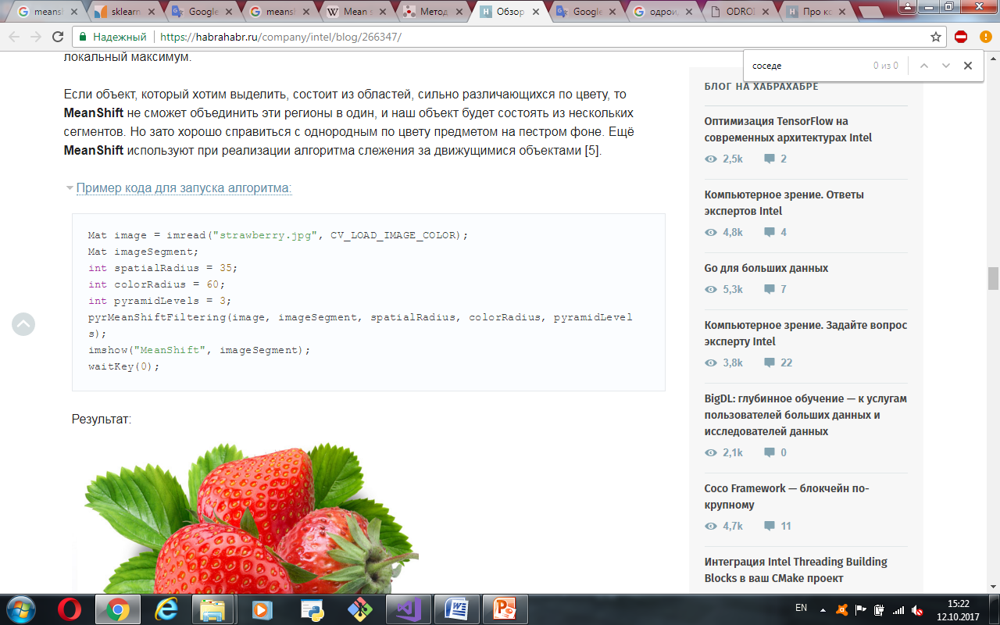 means
sklearn
Google
means
Mean s
Метод
Обзор
Google
одрои,
ODROI
Про ко
Надежный
https://habrahabr.ru/company/intel/blog/266347/
соседе
0 из 0
локальный максимум.
Если объект, который хотим выделить, состоит из областей, сильно различающихся по цвету, то
MeanShift не сможет объединить эти регионы в один, и наш объект будет состоять из нескольких
сегментов. Но зато хорошо справиться с однородным по цвету предметом на пестром фоне. Ещё
MeanShift используют при реализации алгоритма слежения за движущимися объектами [5].
Пример кода для запуска алгоритма:
Mat image = imread("strawberry.jpg", CV_LOAD_IMAGE_COLOR);
Mat imageSegment;
int spatialRadius = 35;
int colorRadius = 60;
int pyramidLevels = 3;
pyrMeanShiftFiltering(image, imageSegment, spatialRadius, colorRadius, pyramidLevel
s);
imshow("MeanShift", imageSegment);
waitKey(0);
Результат:
БЛОГ НА ХАБРАХАБРЕ
Оптимизация TensorFlow на
современных архитектурах Intel
2,5k 2
Компьютерное зрение. Ответы
экспертов Intel
4,8k 4
Go для больших данных
5,3k 7
Компьютерное зрение. Задайте вопрос
эксперту Intel
3,8k 22
BigDL: глубинное обучение — к услугам
пользователей больших данных и
исследователей данных
2,1k 0
Coco Framework — блокчейн по-
крупному
4,7k 11
Интеграция Intel Threading Building
Blocks в ваш CMake проект
EN
15:22
12.10.2017